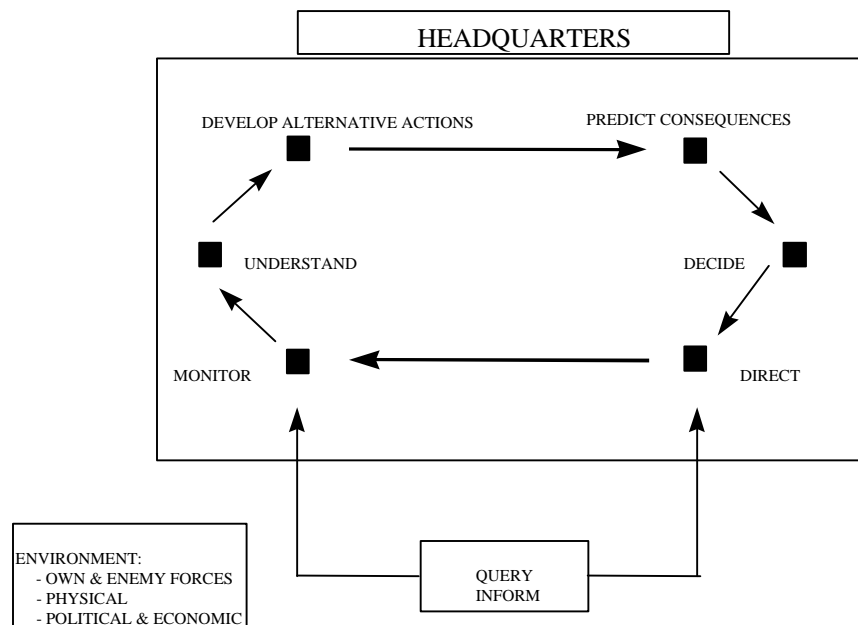 HEADQUARTERS
DEVELOP ALTERNATIVE ACTIONS
PREDICT CONSEQUENCES
UNDERSTAND
DECIDE
MONITOR
DIRECT
ENVIRONMENT:
- OWN & ENEMY FORCES
- PHYSICAL
- POLITICAL & ECONOMIC
QUERY
INFORM